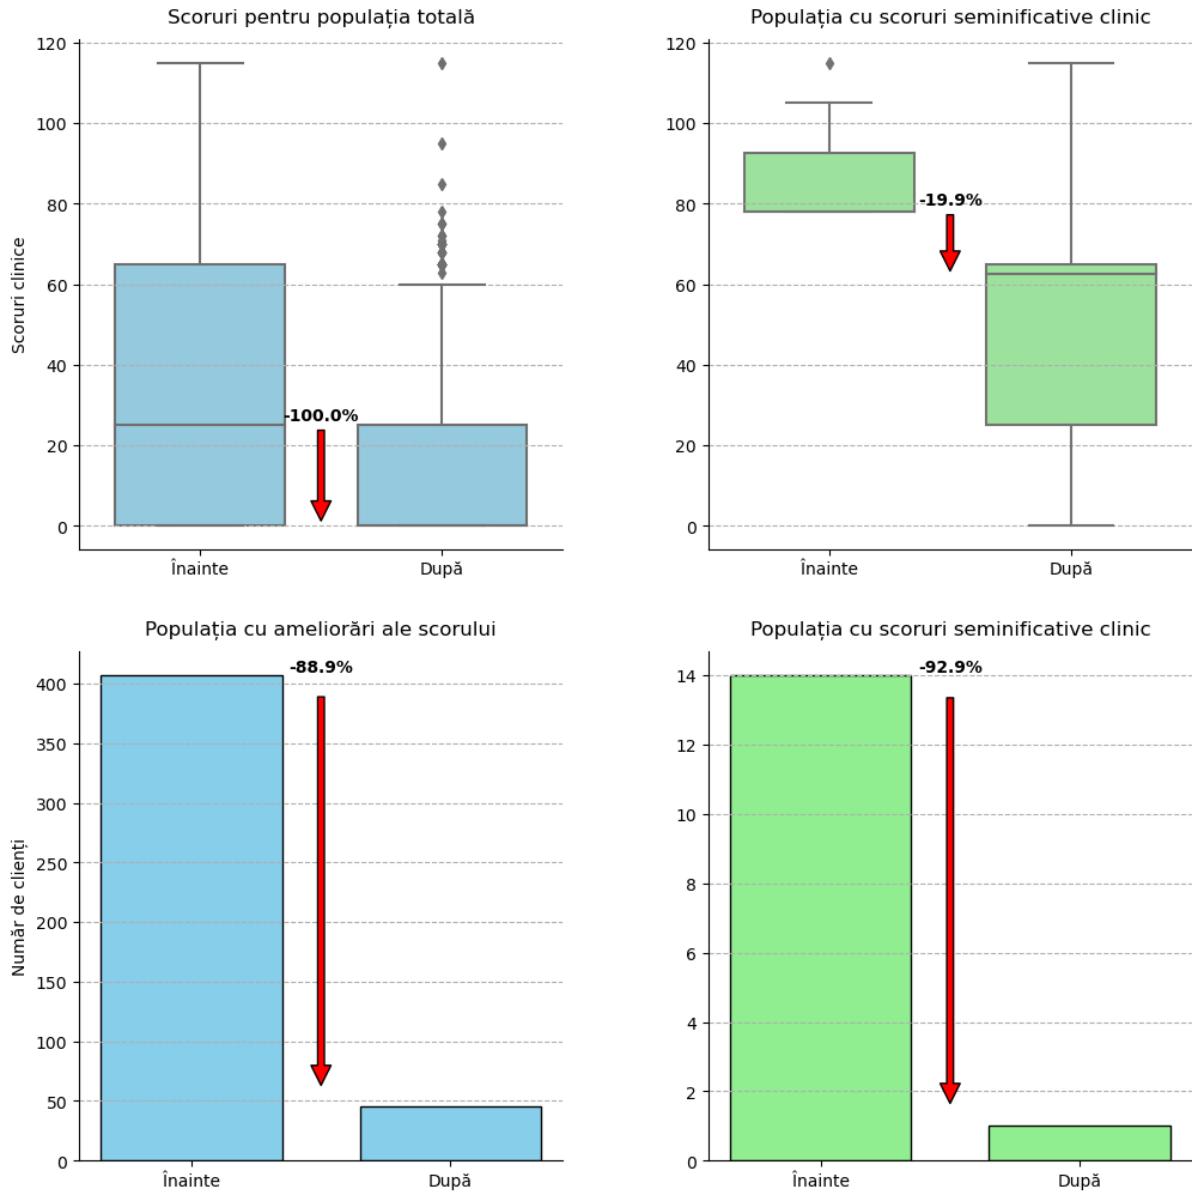 Scoruri pentru populația totală
Scoruri clinice
120
100
80
60
40
20
0
-100.0%
Înainte
După
Populația cu scoruri seminificative clinic
120
100
80
60
40
20
0
-19.9%
Înainte
După
Populația cu ameliorări ale scorului
Număr de clienți
400
350
300
250
200
150
100
50
0
-88.9%
Înainte
După
Populația cu scoruri seminificative clinic
14
12
10
8
6
4
2
0
-92.9%
Înainte
După